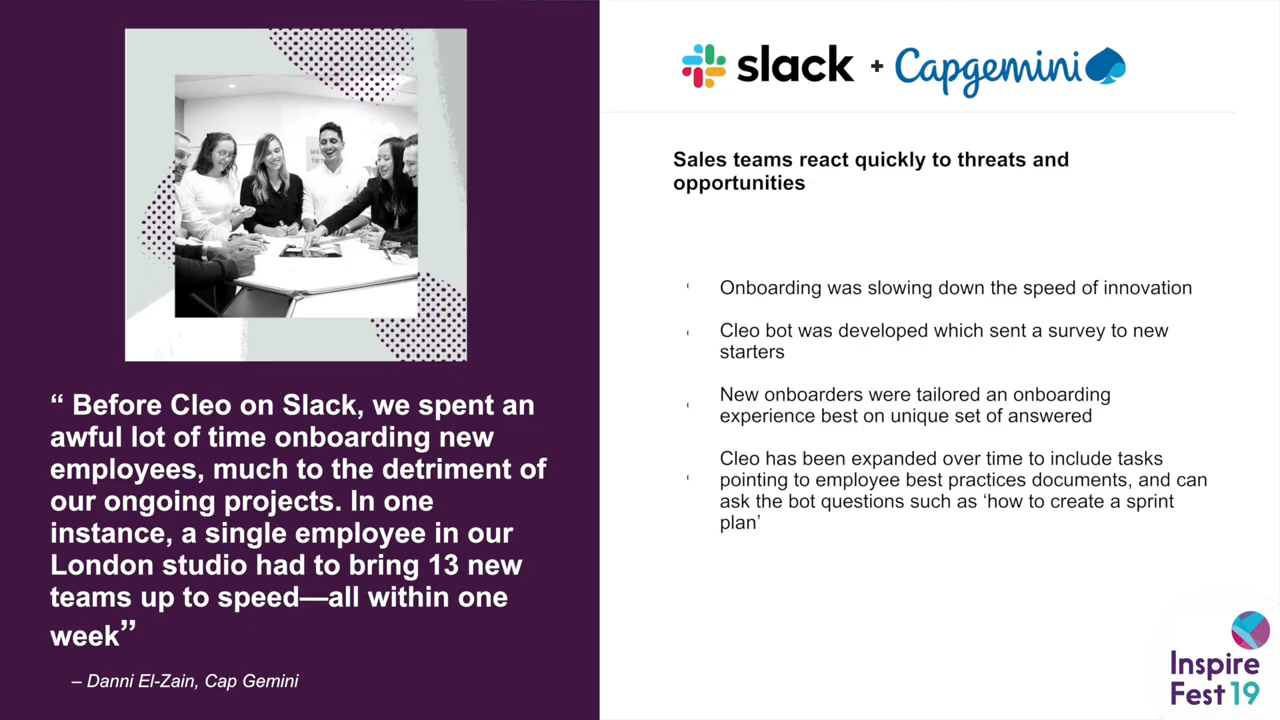 “ Before Cleo on Slack, we spent an
awful lot of time onboarding new
employees, much to the detriment of
our ongoing projects. In one
instance, a single employee in our
London studio had to bring 13 new
teams up to speed—all within one
week”
– Danni El-Zain, Cap Gemini
slack + Capgemini
Sales teams react quickly to threats and
opportunities
Onboarding was slowing down the speed of innovation
Cleo bot was developed which sent a survey to new
starters
New onboarders were tailored an onboarding
experience best on unique set of answered
Cleo has been expanded over time to include tasks
pointing to employee best practices documents, and can
ask the bot questions such as ‘how to create a sprint
plan’
Inspire
Fest 19